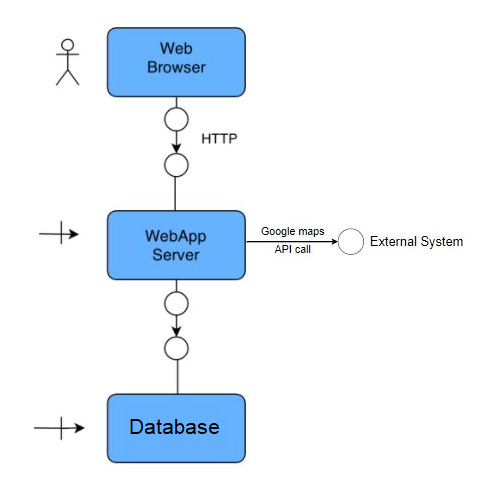 Web
Browser
HTTP
WebApp
Server
Google maps
API call
External System
Database